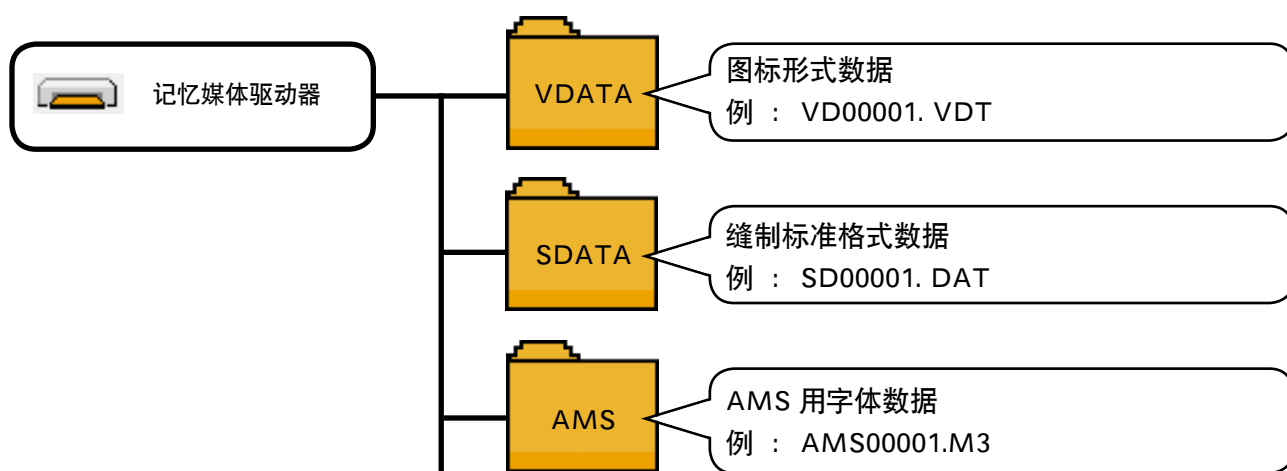 记忆媒体驱动器
VDATA
图标形式数据
例 ： VD00001. VDT
SDATA
缝制标准格式数据
例 ： SD00001. DAT
AMS
AMS 用字体数据
例 ： AMS00001.M3